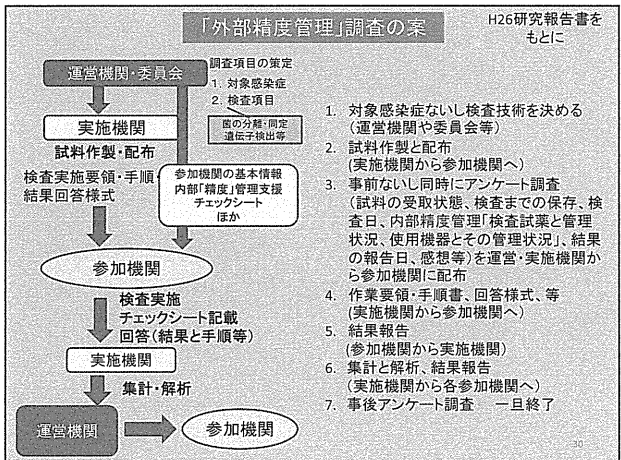 「外部精度管理」調査の案
H26研究報告書を
もとに
運営機関・委員会
調査項目の策定
1. 対象感染症
2. 検査項目
菌の分離・同定
遺伝子検出等
実施機関
試料作製・配布
検査実施要領・手順・
結果回答様式
参加機関の基本情報
内部「精度」管理支援
チェックシート
ほか
参加機関
検査実施
チェックシート記載
回答(結果と手順等)
実施機関
集計・解析
運営機関
参加機関
1. 対象感染症ないし検査技術を決める
(運営機関や委員会等)
2. 試料作製と配布
(実施機関から参加機関へ)
3. 事前ないし同時にアンケート調査
(試料の受取状態、検査までの保存、検
査日、内部精度管理「検査試薬と管理
状況、使用機器とその管理状況」、結果
の報告日、感想等)を運営・実施機関か
ら参加機関に配布
4. 作業要領・手順書、回答様式、等
(実施機関から参加機関へ)
5. 結果報告
(参加機関から実施機関)
6. 集計と解析、結果報告
(実施機関から各参加機関へ)
7. 事後アンケート調査 一旦終了
30